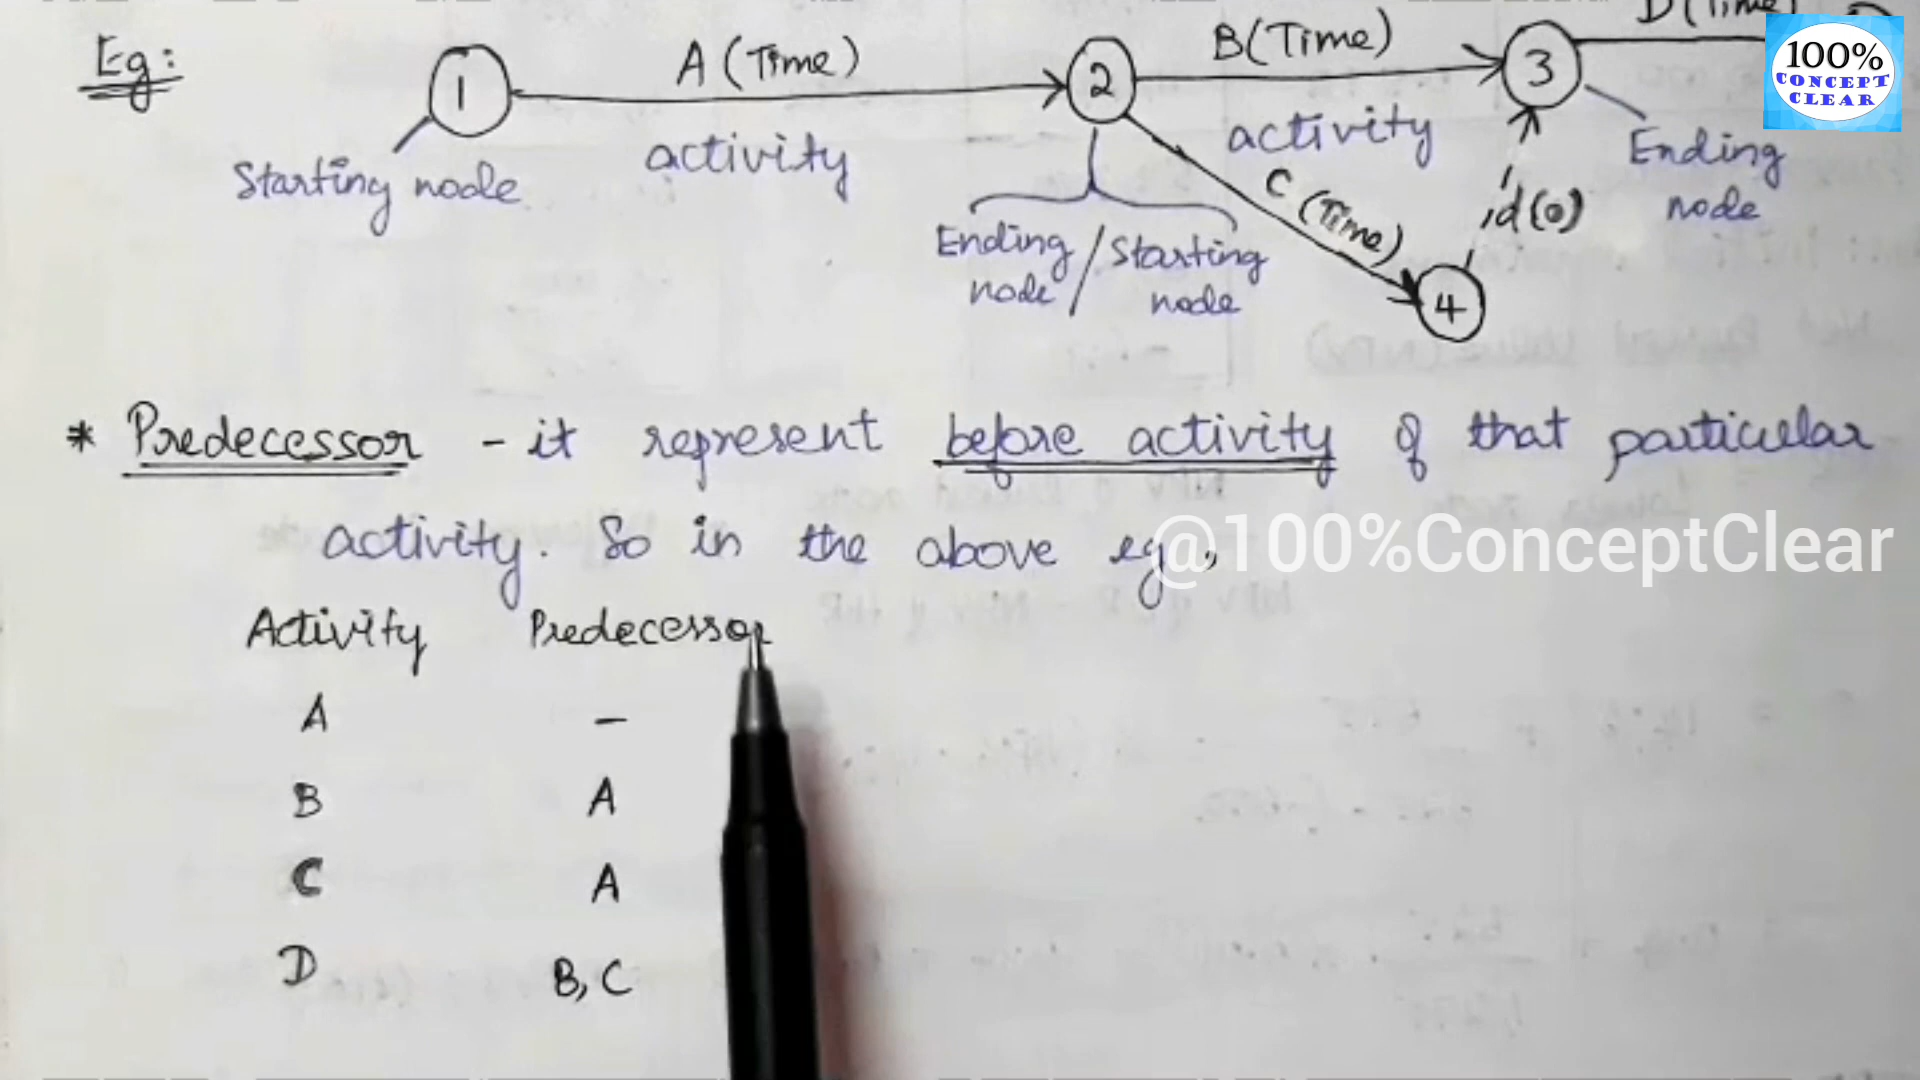 Eg:
1
A (Time)
2
B(Time)
3
D(Time)
100%
CONCEPT
CLEAR
Starting node
activity
activity
Ending
node
C (Time)
d(0)
Ending
node
/
Starting
node
4
* Predecessor - it represent before activity of that particular
activity. So in the above eg,
@100%ConceptClear
Activity Predecessor
A -
B A
C A
D B, C